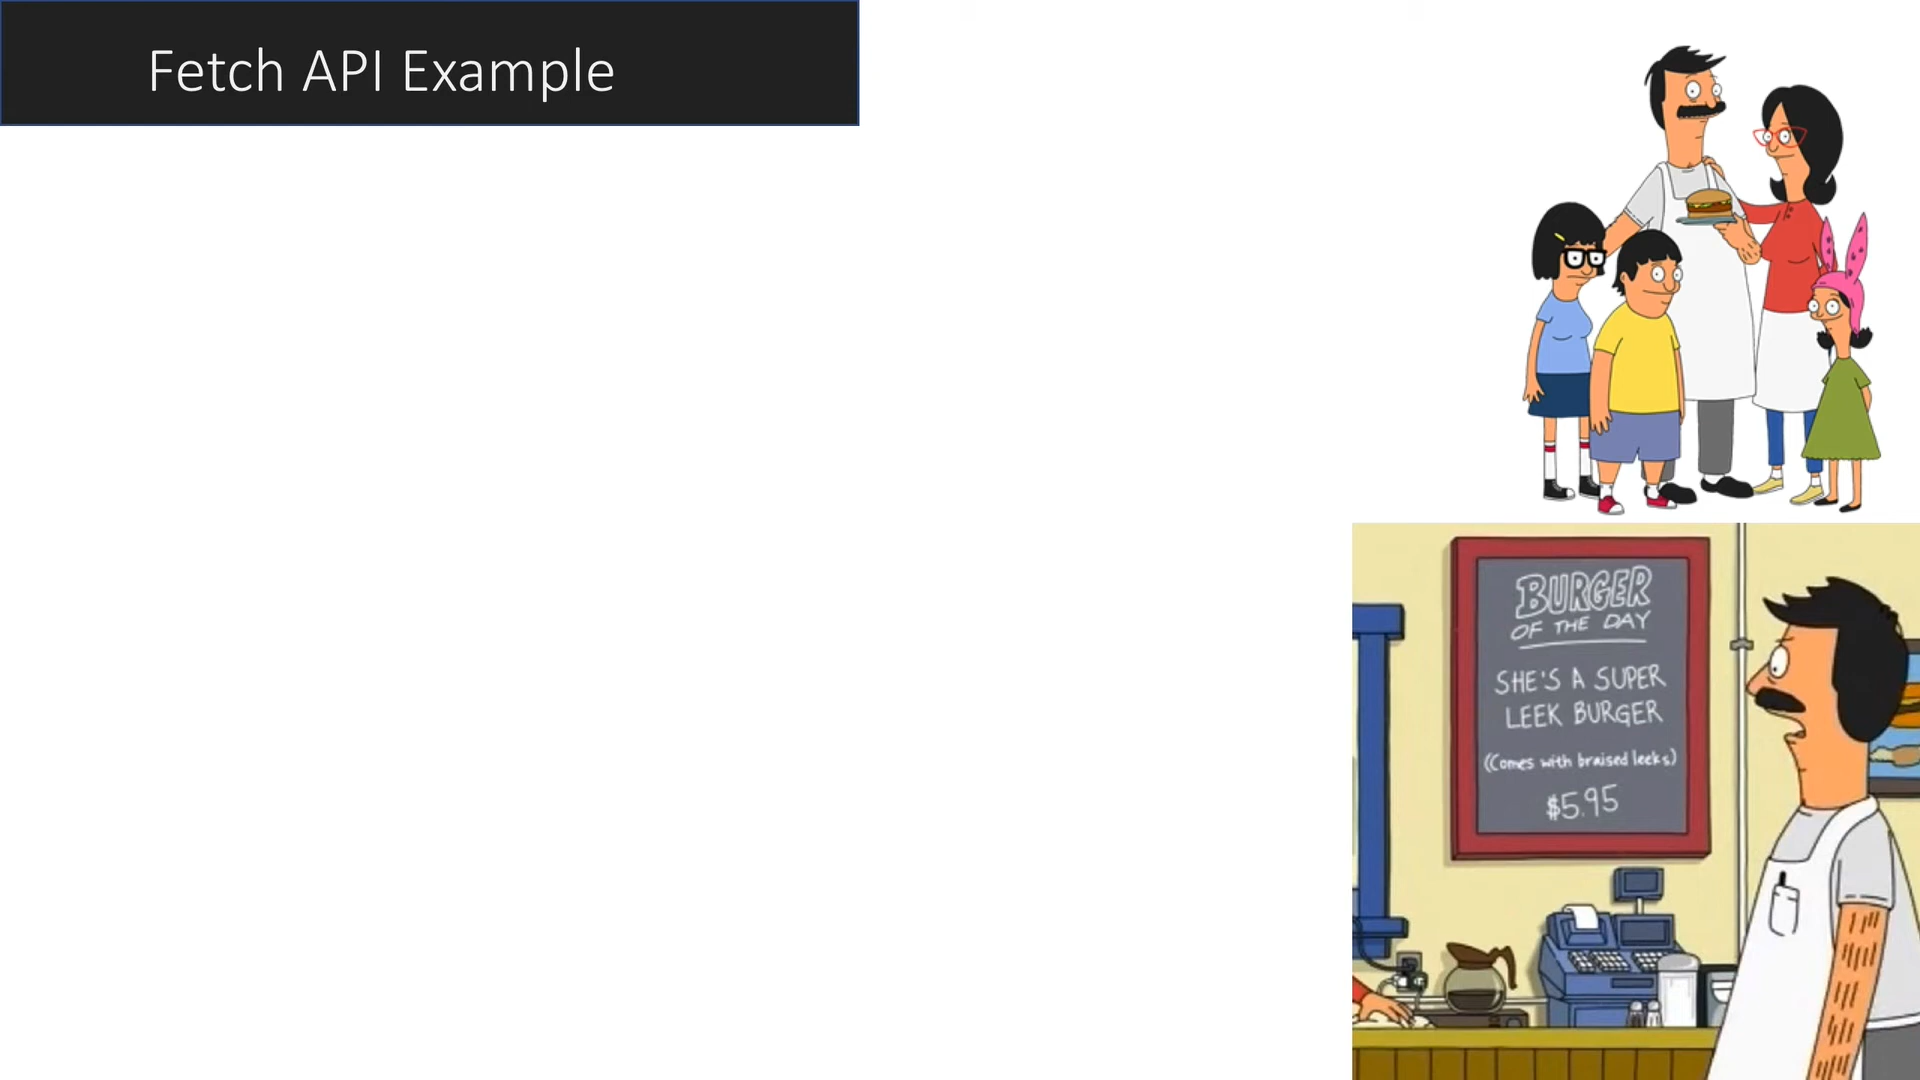 Fetch API Example
BURGER
OF THE DAY
SHE'S A SUPER
LEEK BURGER
(Comes with braised leeks)
$5.95